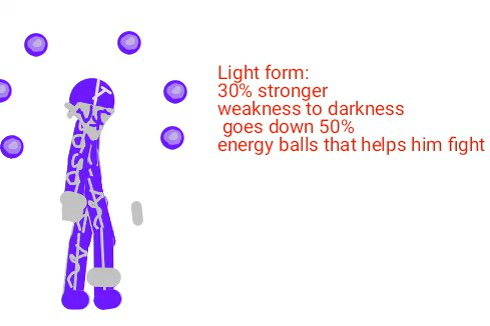 Light form:
30% stronger
weakness to darkness
goes down 50%
energy balls that helps him fight